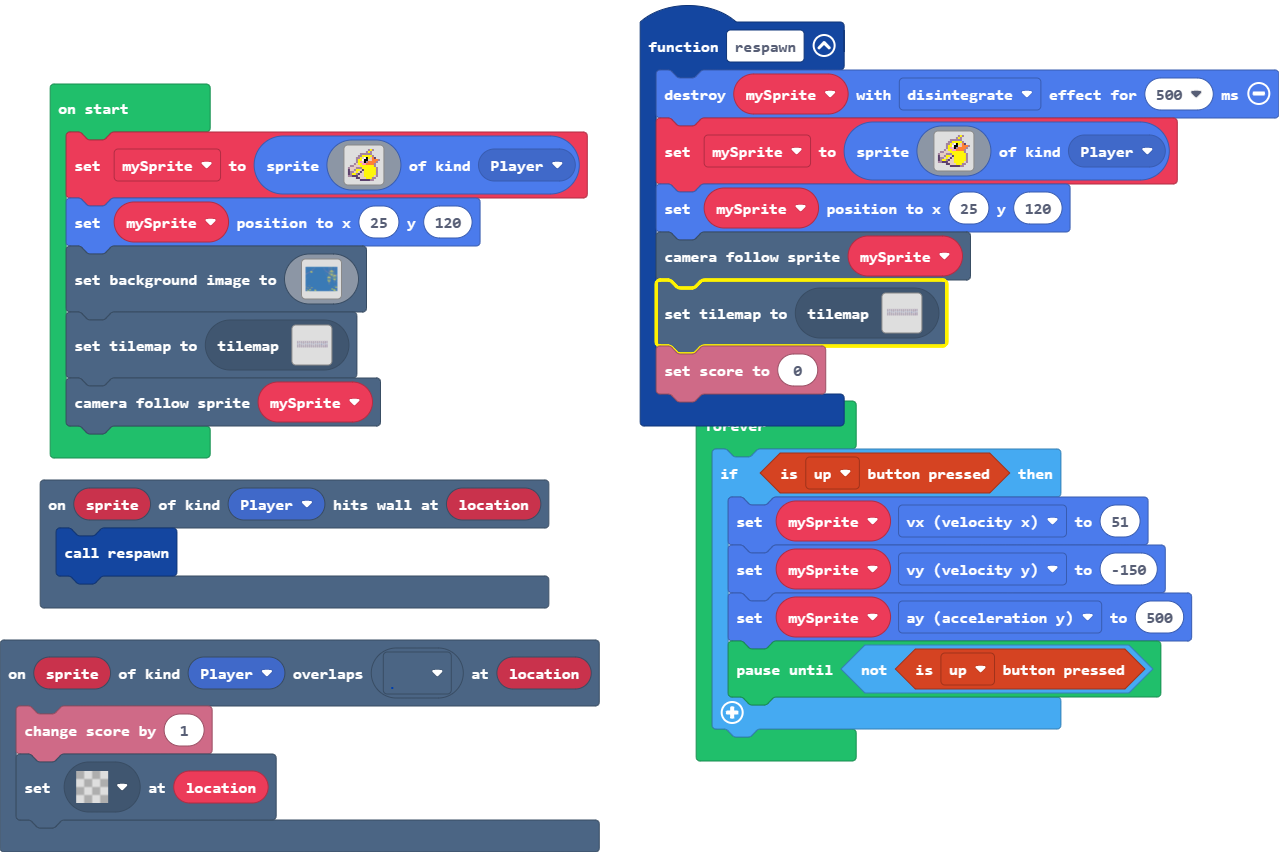 on start
set mySprite to sprite of kind Player
set mySprite position to x 25 y 120
set background image to
set tilemap to tilemap
camera follow sprite mySprite
on sprite of kind Player hits wall at location
call respawn
on sprite of kind Player overlaps at location
change score by 1
set at location
function respawn
destroy mySprite with disintegrate effect for 500 ms
set mySprite to sprite of kind Player
set mySprite position to x 25 y 120
camera follow sprite mySprite
set tilemap to tilemap
set score to 0
forever
if is up button pressed then
set mySprite vx (velocity x) to 51
set mySprite vy (velocity y) to -150
set mySprite ay (acceleration y) to 500
pause until not is up button pressed